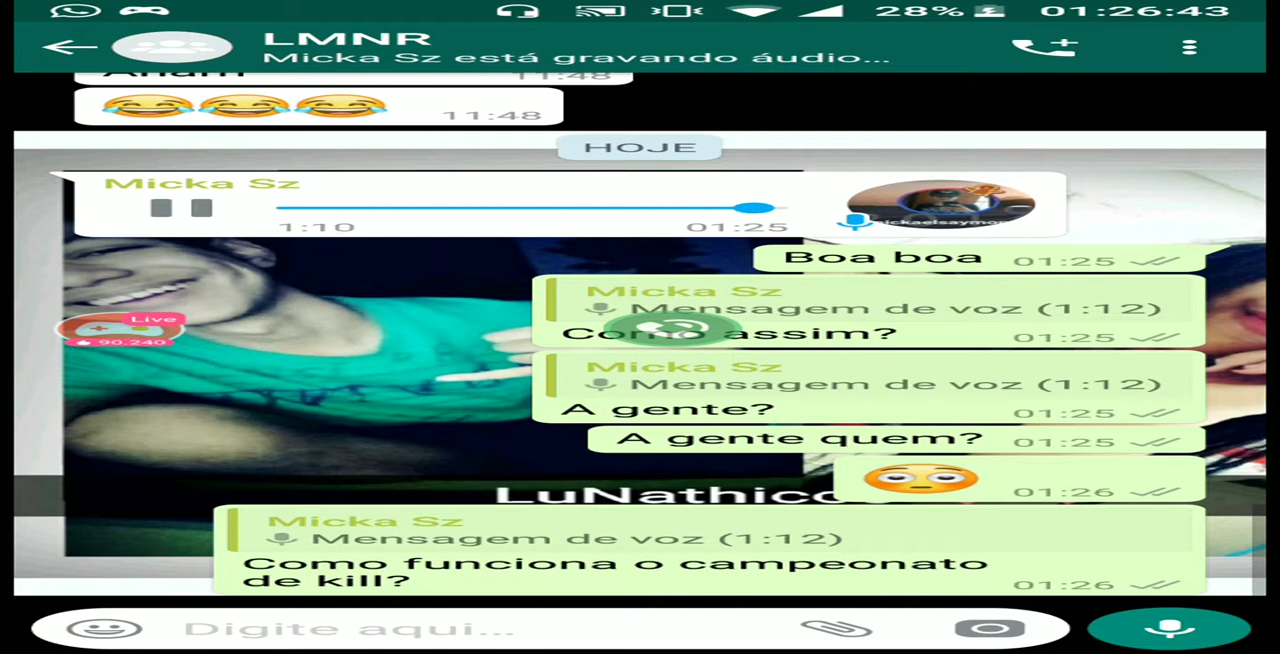 28% 01:26:43
LMNR
Micka Sz está gravando áudio...
Aham
11:48
11:48
HOJE
Micka Sz
1:10 01:25
Boa boa 01:25
Micka Sz
Mensagem de voz (1:12)
Como assim? 01:25
Live
90.240
Micka Sz
Mensagem de voz (1:12)
A gente? 01:25
A gente quem? 01:25
01:26
LuNathico
Micka Sz
Mensagem de voz (1:12)
Como funciona o campeonato
de kill? 01:26
Digite aqui...